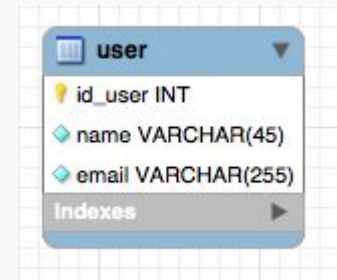 user
id_user INT
name VARCHAR(45)
email VARCHAR(255)
Indexes